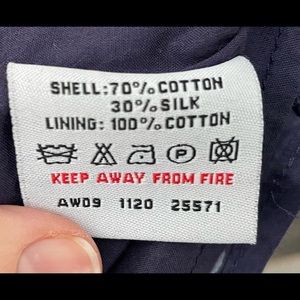 SHELL:70%COTTON
30%SILK
LINING: 100%COTTON
KEEP AWAY FROM FIRE
AW09 1120 25571